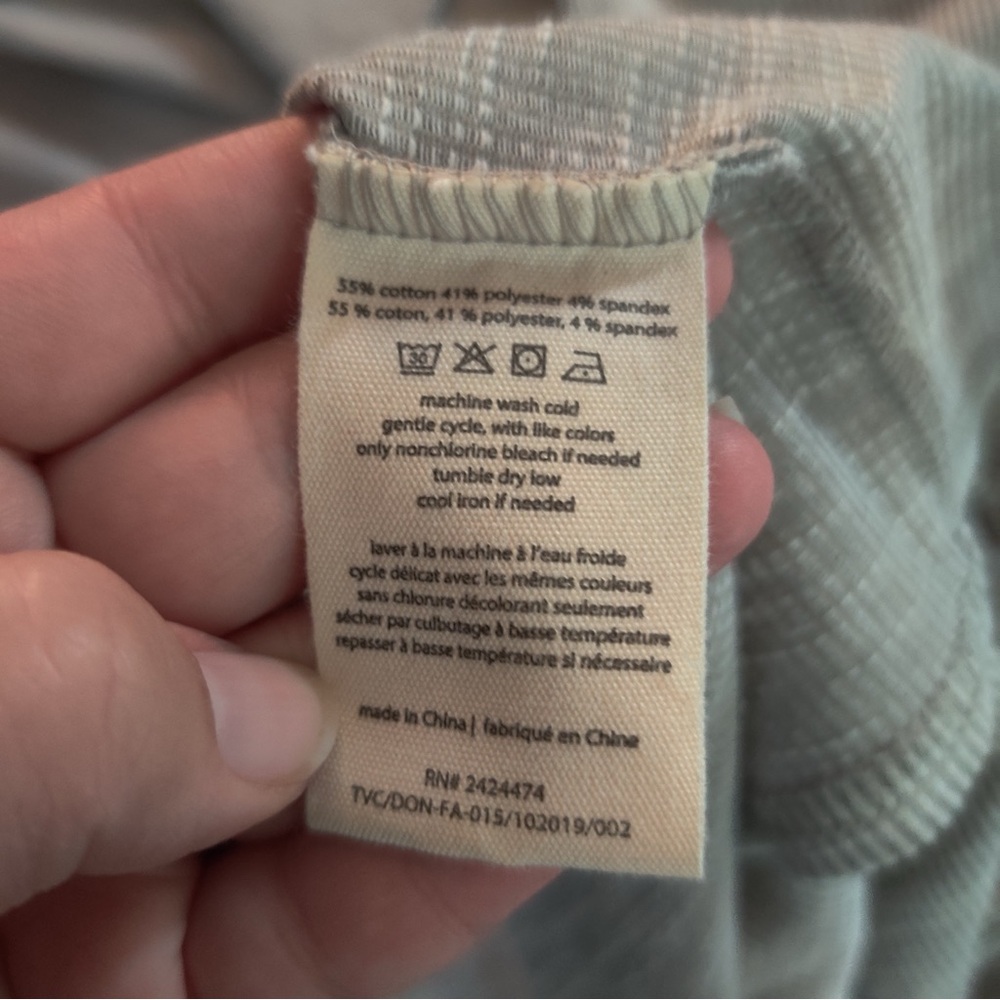 55% cotton 41% polyester 4% spandex
55 % coton, 41 % polyester, 4 % spandex
30
machine wash cold
gentle cycle, with like colors
only nonchlorine bleach if needed
tumble dry low
cool iron if needed
laver à la machine à l'eau froide
cycle délicat avec les mêmes couleurs
sans chlorure décolorant seulement
sécher par culbutage à basse température
repasser à basse température si nécessaire
made in China | fabriqué en Chine
RN# 2424474
TVC/DON-FA-015/102019/002